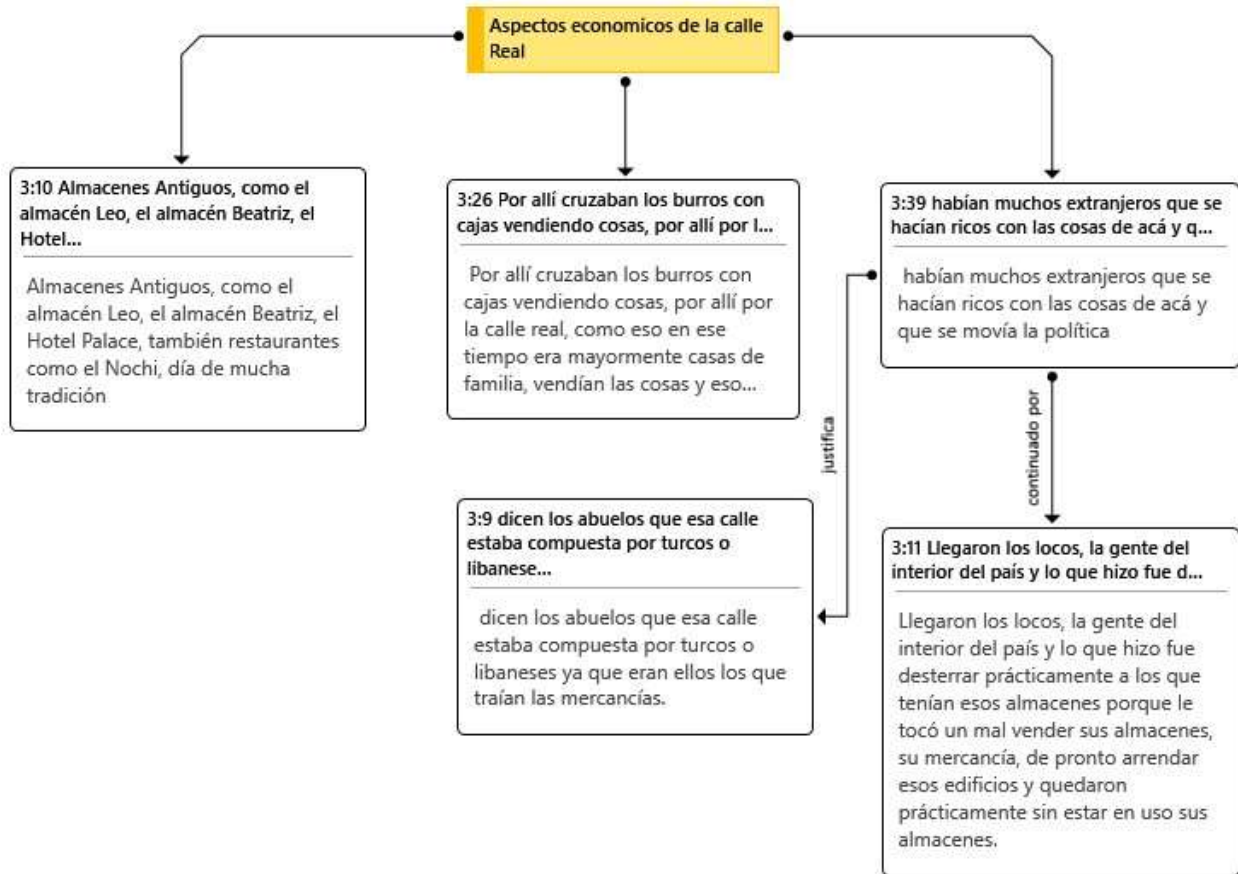 Aspectos economicos de la calle
Real
3:10 Almacenes Antiguos, como el
almacén Leo, el almacén Beatriz, el
Hotel...
Almacenes Antiguos, como el
almacén Leo, el almacén Beatriz, el
Hotel Palace, también restaurantes
como el Nochi, día de mucha
tradición
3:26 Por allí cruzaban los burros con
cajas vendiendo cosas, por allí por l...
Por allí cruzaban los burros con
cajas vendiendo cosas, por allí por
la calle real, como eso en ese
tiempo era mayormente casas de
familia, vendían las cosas y eso...
3:39 habían muchos extranjeros que se
hacían ricos con las cosas de acá y q...
habían muchos extranjeros que se
hacían ricos con las cosas de acá y
que se movía la política
justifica
continuado por
3:9 dicen los abuelos que esa calle
estaba compuesta por turcos o
libanese...
dicen los abuelos que esa calle
estaba compuesta por turcos o
libaneses ya que eran ellos los que
traían las mercancías.
3:11 Llegaron los locos, la gente del
interior del país y lo que hizo fue d...
Llegaron los locos, la gente del
interior del país y lo que hizo fue
desterrar prácticamente a los que
tenían esos almacenes porque le
tocó un mal vender sus almacenes,
su mercancía, de pronto arrendar
esos edificios y quedaron
prácticamente sin estar en uso sus
almacenes.